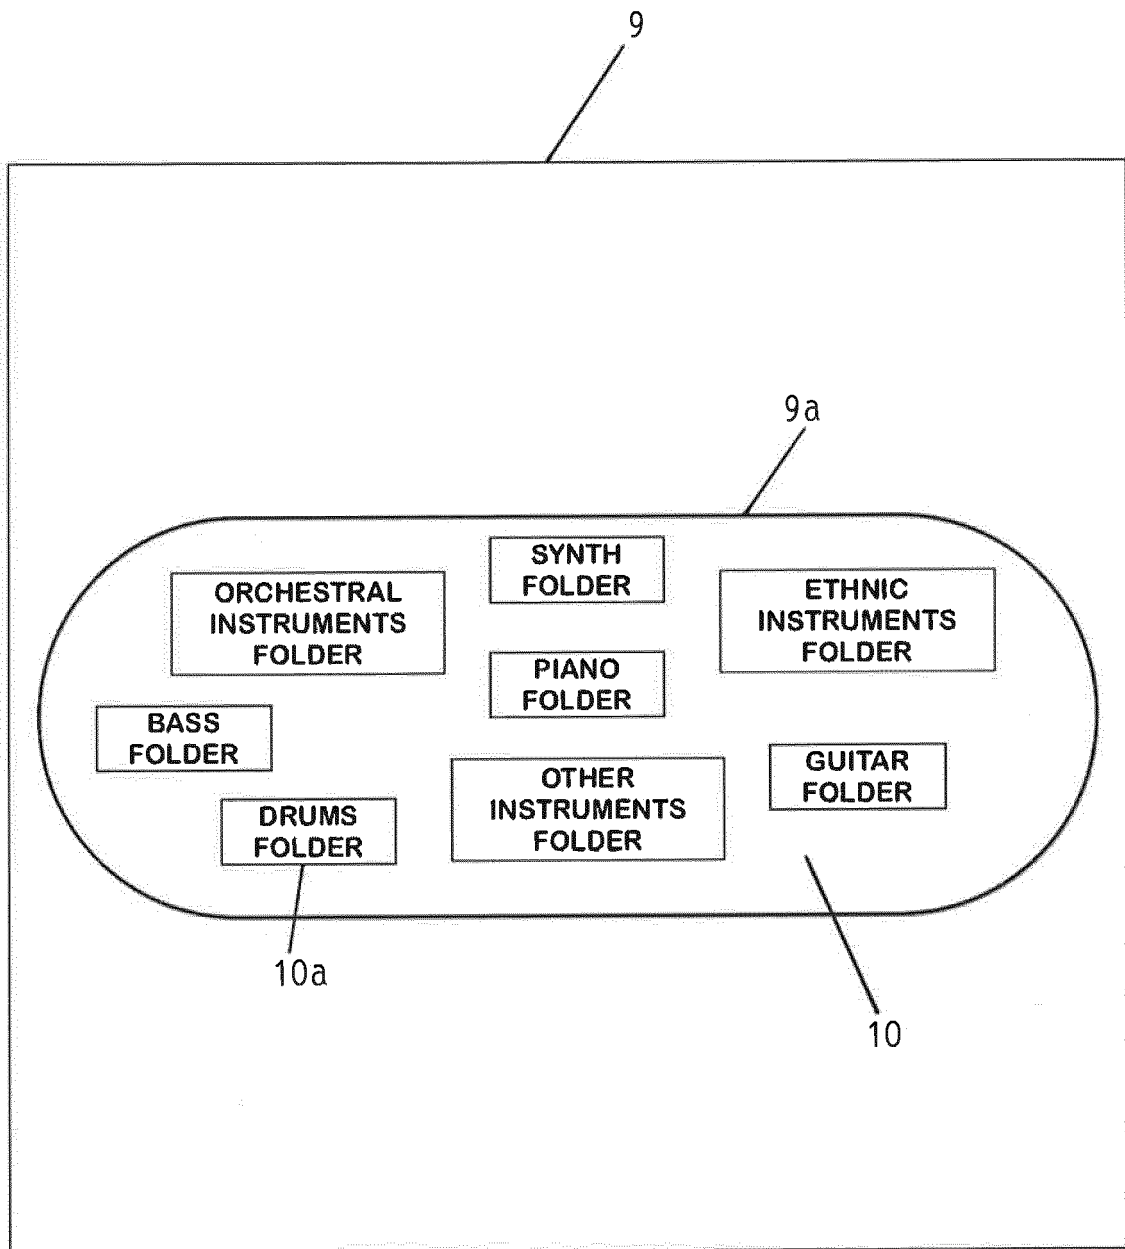 9
9a
SYNTH
FOLDER
ORCHESTRAL
INSTRUMENTS
FOLDER
ETHNIC
INSTRUMENTS
FOLDER
PIANO
FOLDER
BASS
FOLDER
GUITAR
FOLDER
OTHER
INSTRUMENTS
FOLDER
DRUMS
FOLDER
10a
10